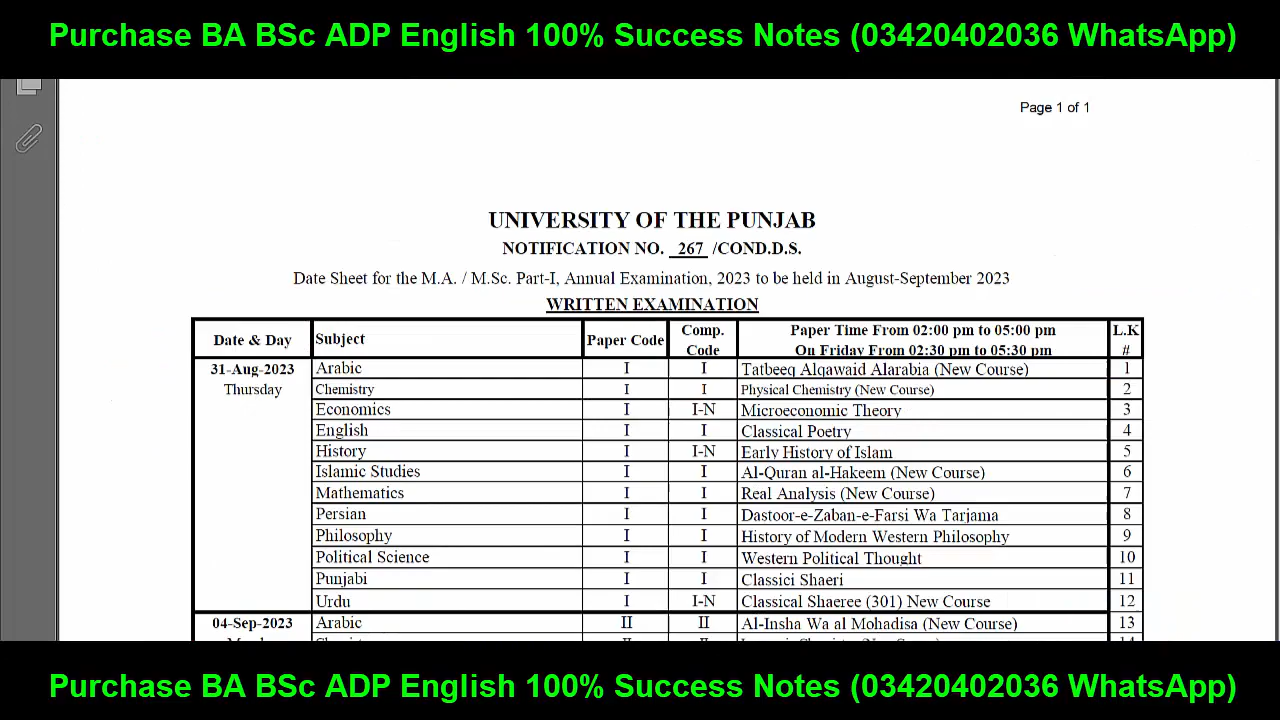 Purchase BA BSc ADP English 100% Success Notes (03420402036 WhatsApp)
Page 1 of 1
UNIVERSITY OF THE PUNJAB
NOTIFICATION NO. 267 /COND.D.S.
Date Sheet for the M.A. / M.Sc. Part-I, Annual Examination, 2023 to be held in August-September 2023
WRITTEN EXAMINATION
Date & Day Subject Paper Code Comp. Code Paper Time From 02:00 pm to 05:00 pm On Friday From 02:30 pm to 05:30 pm L.K #
31-Aug-2023 Arabic I I Tatbeeq Alqawaid Alarabia (New Course) 1
Thursday Chemistry I I Physical Chemistry (New Course) 2
Economics I I-N Microeconomic Theory 3
English I I Classical Poetry 4
History I I-N Early History of Islam 5
Islamic Studies I I Al-Quran al-Hakeem (New Course) 6
Mathematics I I Real Analysis (New Course) 7
Persian I I Dastoor-e-Zaban-e-Farsi Wa Tarjama 8
Philosophy I I History of Modern Western Philosophy 9
Political Science I I Western Political Thought 10
Punjabi I I Classici Shaeri 11
Urdu I I-N Classical Shaeree (301) New Course 12
04-Sep-2023 Arabic II II Al-Insha Wa al Mohadisa (New Course) 13
Purchase BA BSc ADP English 100% Success Notes (03420402036 WhatsApp)